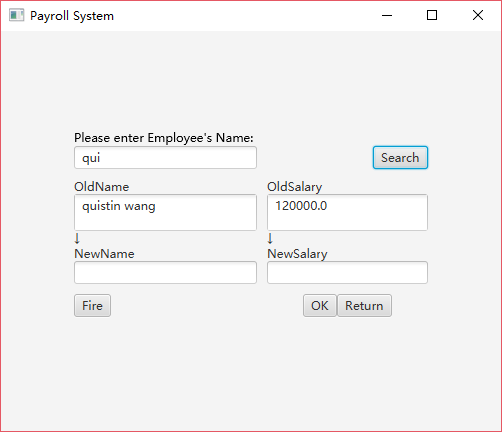 Payroll System
Please enter Employee's Name:
qui
Search
OldName OldSalary
quistin wang 120000.0
↓ ↓
NewName NewSalary
Fire OK Return